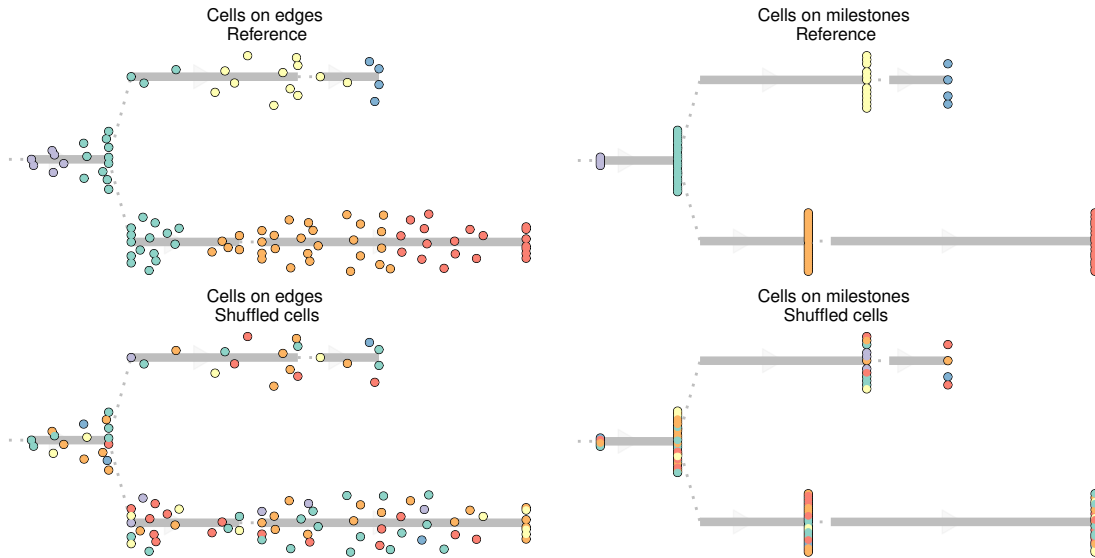 Cells on edges
Reference
Cells on milestones
Reference
Cells on edges
Shuffled cells
Cells on milestones
Shuffled cells